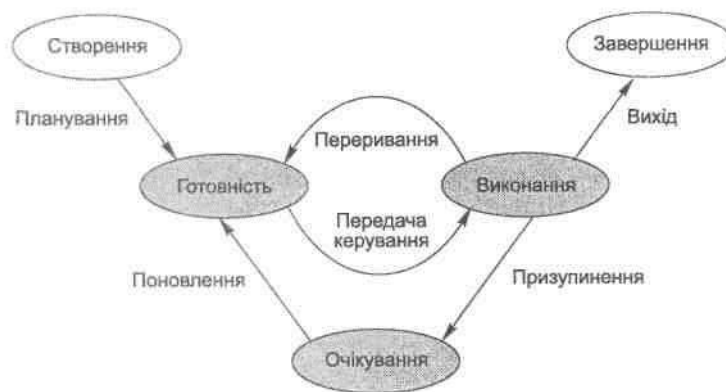 Створення
Завершення
Планування
Вихід
Переривання
Готовність
Виконання
Передача
керування
Поновлення
Призупинення
Очікування